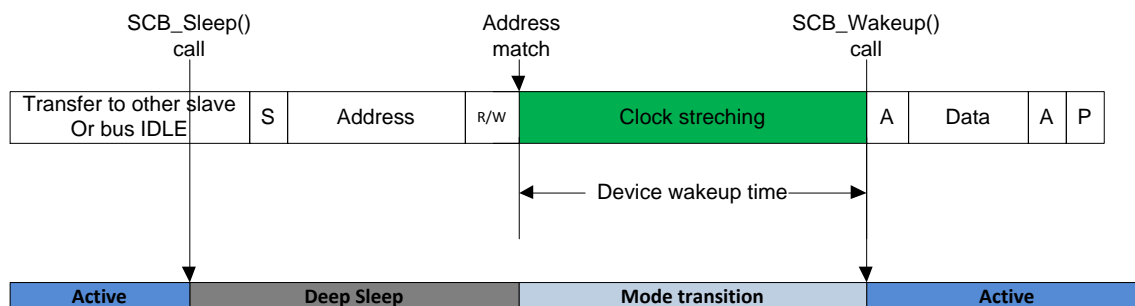 SCB_Sleep()
call
Address
match
SCB_Wakeup()
call
Transfer to other slave
Or bus IDLE
S
Address
R/W
Clock streching
A
Data
A
P
Device wakeup time
Active
Deep Sleep
Mode transition
Active